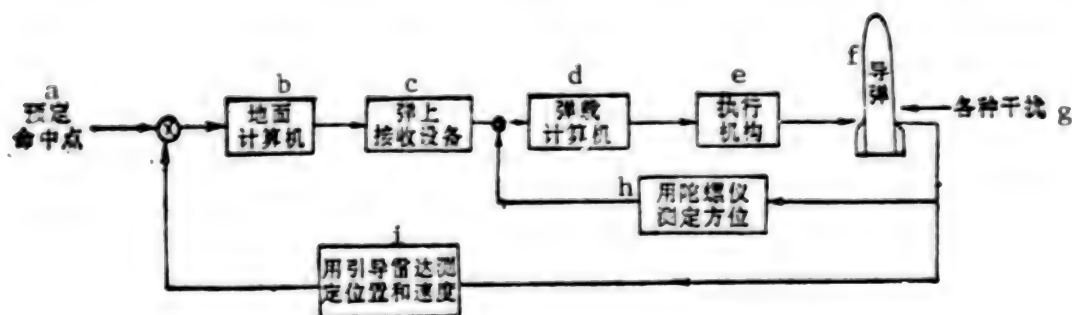 a
预定
命中点
b
地面
计算机
c
弹上
接收设备
d
弹载
计算机
e
执行
机构
f
导弹
各种干扰 g
h
用陀螺仪
测定方位
i
用引导雷达测
定位置和速度